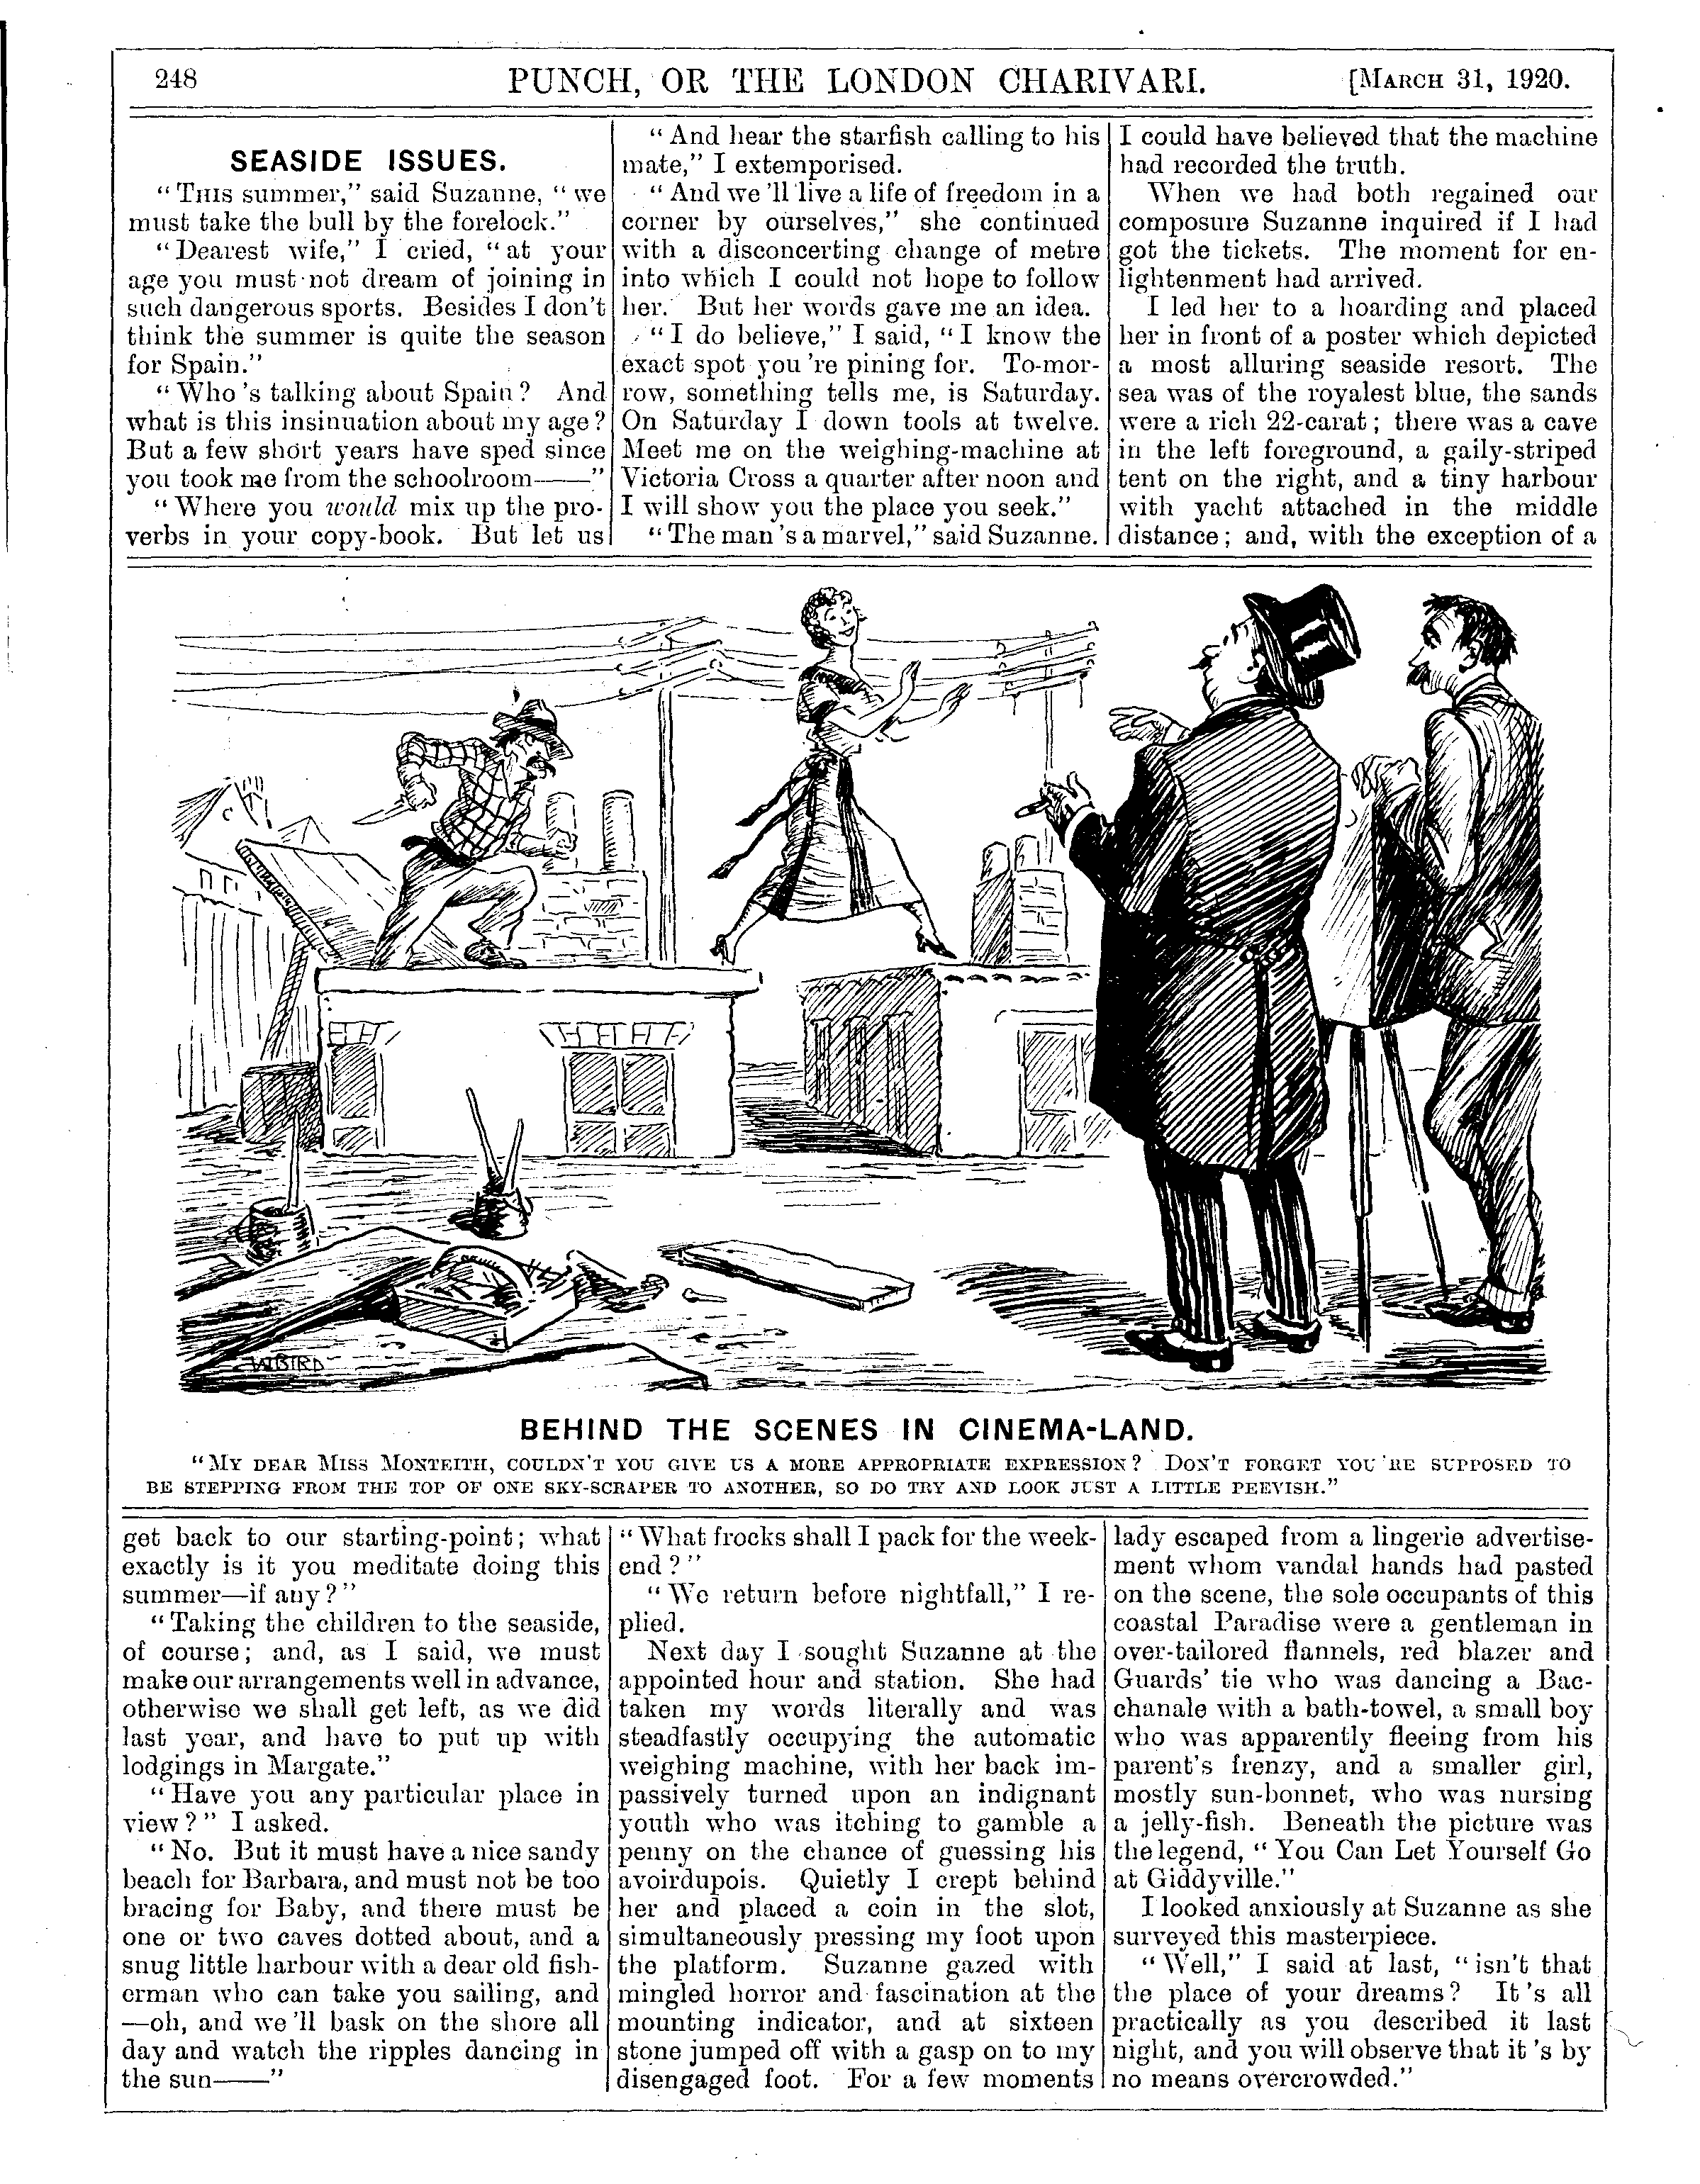 248
PUNCH, OR THE LONDON CHARIVARI.
[MARCH 31, 1920.
SEASIDE ISSUES.
“THIS summer,” said Suzanne, “we
must take the bull by the forelock.”
“Dearest wife,” I cried, “at your
age you must not dream of joining in
such dangerous sports. Besides I don't
think the summer is quite the season
for Spain.”
“Who's talking about Spain? And
what is this insinuation about my age?
But a few short years have sped since
you took me from the schoolroom——”
“Where you would mix up the pro-
verbs in your copy-book. But let us
get back to our starting-point; what
exactly is it you meditate doing this
summer—if any?”
“Taking the children to the seaside,
of course; and, as I said, we must
make our arrangements well in advance,
otherwise we shall get left, as we did
last year, and have to put up with
lodgings in Margate.”
“Have you any particular place in
view?” I asked.
“No. But it must have a nice sandy
beach for Barbara, and must not be too
bracing for Baby, and there must be
one or two caves dotted about, and a
snug little harbour with a dear old fish-
erman who can take you sailing, and
—oh, and we'll bask on the shore all
day and watch the ripples dancing in
the sun——”
“And hear the starfish calling to his
mate,” I extemporised.
“And we'll live a life of freedom in a
corner by ourselves,” she continued
with a disconcerting change of metre
into which I could not hope to follow
her. But her words gave me an idea.
“I do believe,” I said, “I know the
exact spot you're pining for. To-mor-
row, something tells me, is Saturday.
On Saturday I down tools at twelve.
Meet me on the weighing-machine at
Victoria Cross a quarter after noon and
I will show you the place you seek.”
“The man's a marvel,” said Suzanne.
“What frocks shall I pack for the week-
end?”
“We return before nightfall,” I re-
plied.
Next day I sought Suzanne at the
appointed hour and station. She had
taken my words literally and was
steadfastly occupying the automatic
weighing machine, with her back im-
passively turned upon an indignant
youth who was itching to gamble a
penny on the chance of guessing his
avoirdupois. Quietly I crept behind
her and placed a coin in the slot,
simultaneously pressing my foot upon
the platform. Suzanne gazed with
mingled horror and fascination at the
mounting indicator, and at sixteen
stone jumped off with a gasp on to my
disengaged foot. For a few moments
I could have believed that the machine
had recorded the truth.
When we had both regained our
composure Suzanne inquired if I had
got the tickets. The moment for en-
lightenment had arrived.
I led her to a hoarding and placed
her in front of a poster which depicted
a most alluring seaside resort. The
sea was of the royalest blue, the sands
were a rich 22-carat; there was a cave
in the left foreground, a gaily-striped
tent on the right, and a tiny harbour
with yacht attached in the middle
distance; and, with the exception of a
lady escaped from a lingerie advertise-
ment whom vandal hands had pasted
on the scene, the sole occupants of this
coastal Paradise were a gentleman in
over-tailored flannels, red blazer and
Guards' tie who was dancing a Bac-
chanale with a bath-towel, a small boy
who was apparently fleeing from his
parent's frenzy, and a smaller girl,
mostly sun-bonnet, who was nursing
a jelly-fish. Beneath the picture was
the legend, “You Can Let Yourself Go
at Giddyville.”
I looked anxiously at Suzanne as she
surveyed this masterpiece.
“Well,” I said at last, “isn't that
the place of your dreams? It's all
practically as you described it last
night, and you will observe that it's by
no means overcrowded.”
W BIRD
BEHIND THE SCENES IN CINEMA-LAND.
“MY DEAR MISS MONTEITH, COULDN'T YOU GIVE US A MORE APPROPRIATE EXPRESSION? DON'T FORGET YOU'RE SUPPOSED TO
BE STEPPING FROM THE TOP OF ONE SKY-SCRAPER TO ANOTHER, SO DO TRY AND LOOK JUST A LITTLE PEEVISH.”